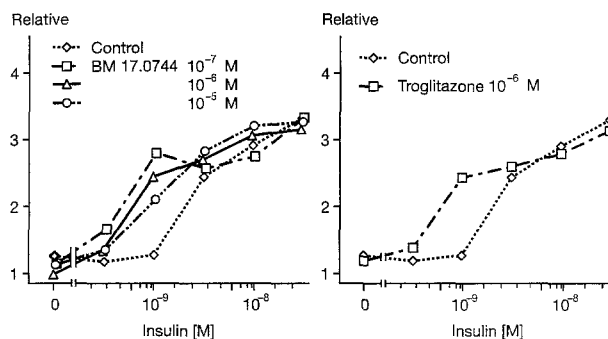 Relative
Control
BM 17.0744 10⁻⁷ M
10⁻⁶ M
10⁻⁵ M
4
3
2
1
0
10⁻⁹
10⁻⁸
Insulin [M]
Relative
Control
Troglitazone 10⁻⁶ M
4
3
2
1
0
10⁻⁹
10⁻⁸
Insulin [M]